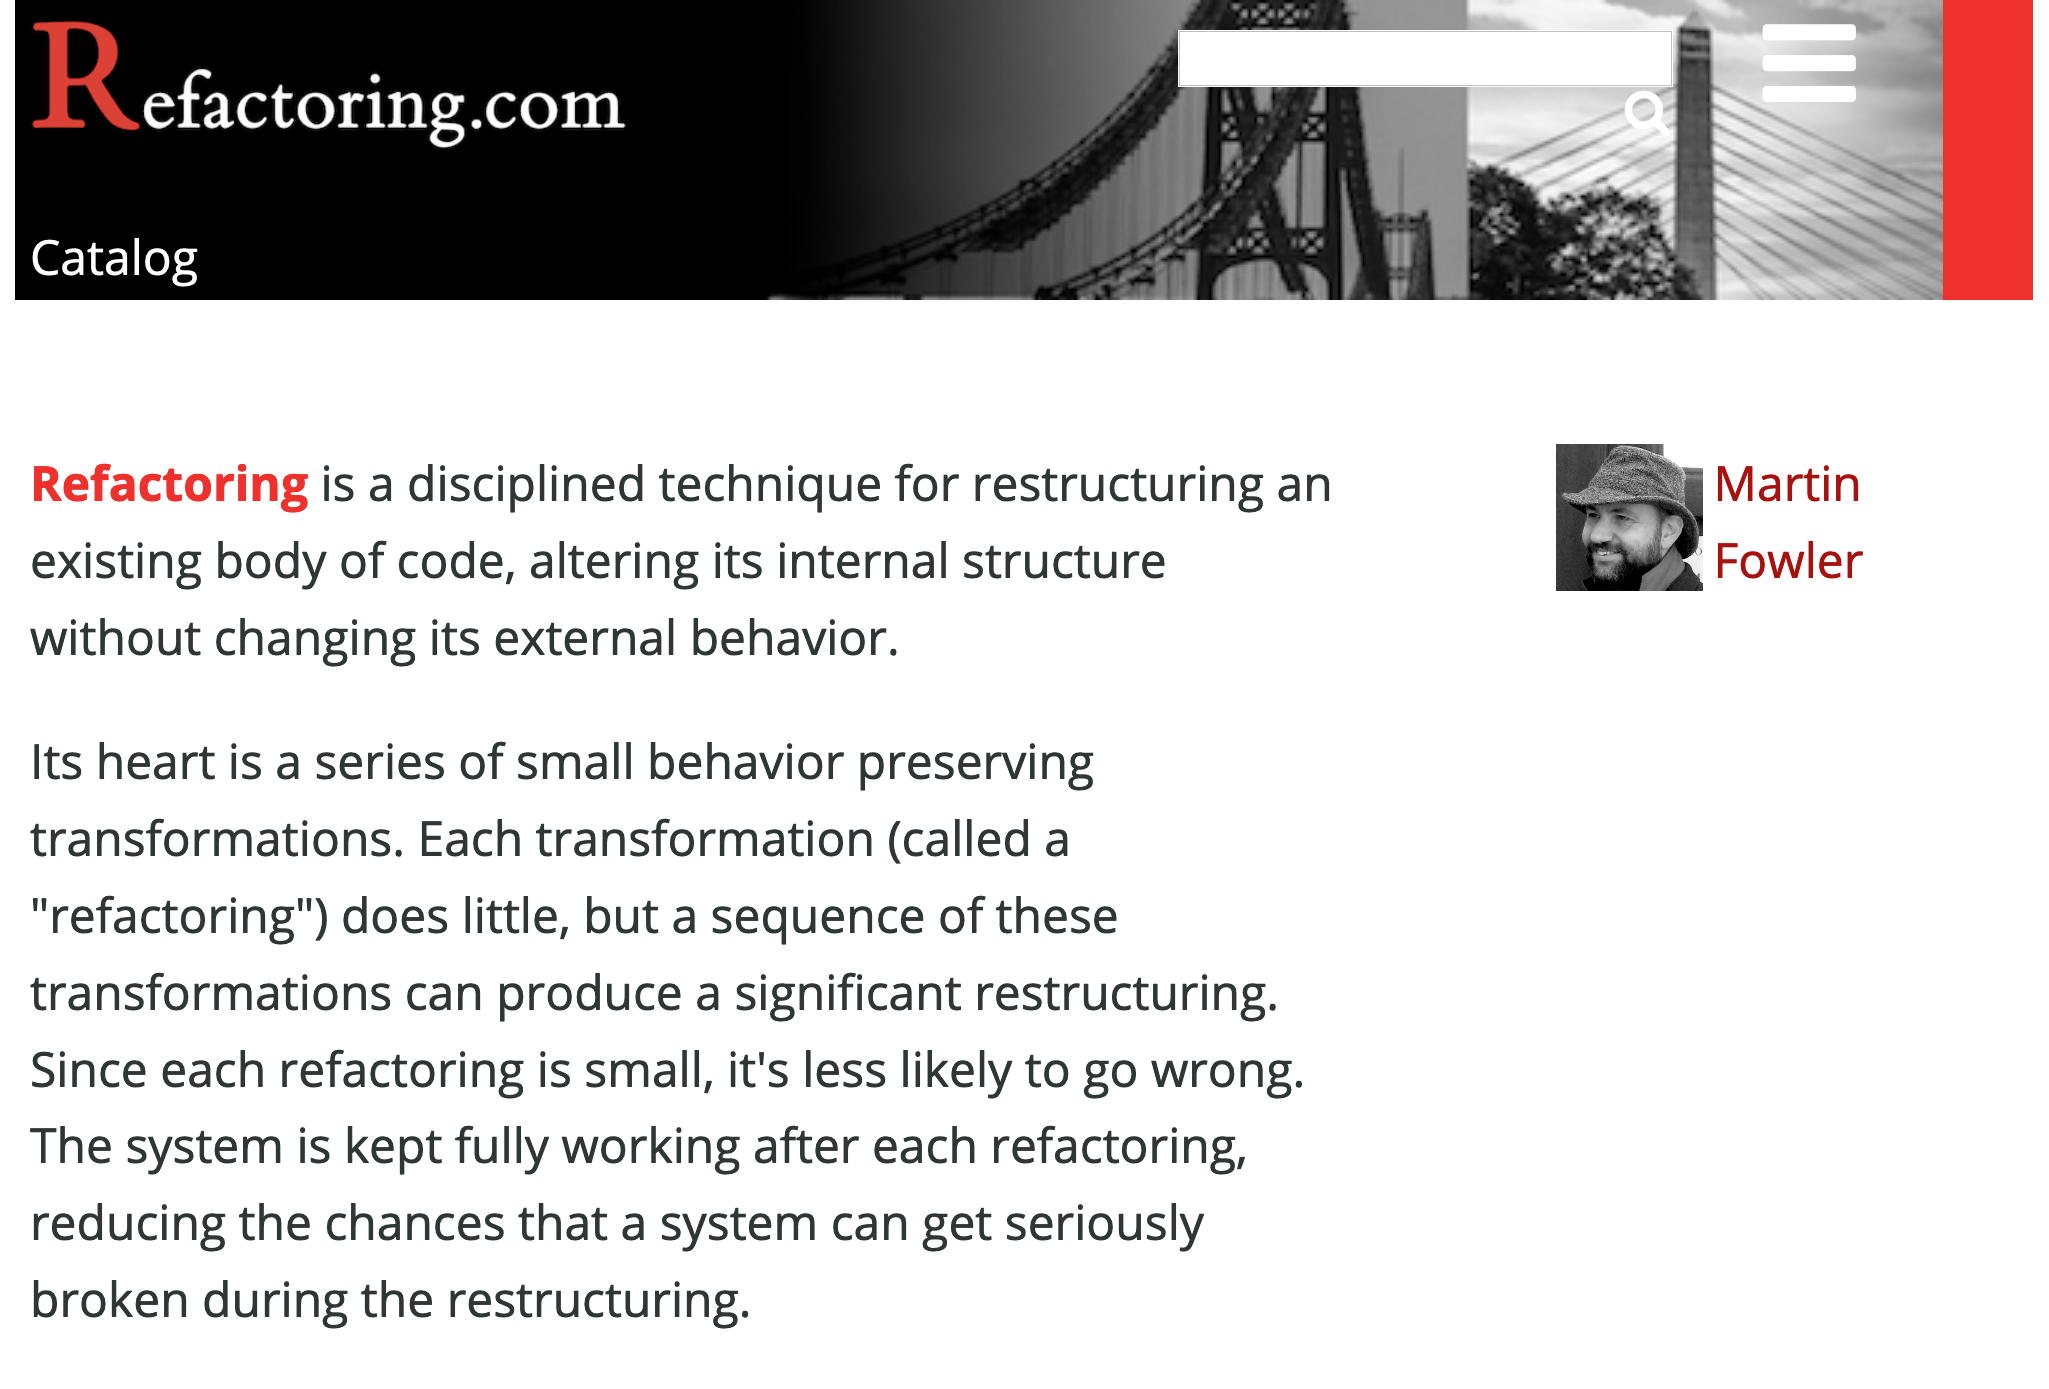 Refactoring.com
Catalog
Refactoring is a disciplined technique for restructuring an
existing body of code, altering its internal structure
without changing its external behavior.
Martin
Fowler
Its heart is a series of small behavior preserving
transformations. Each transformation (called a
"refactoring") does little, but a sequence of these
transformations can produce a significant restructuring.
Since each refactoring is small, it's less likely to go wrong.
The system is kept fully working after each refactoring,
reducing the chances that a system can get seriously
broken during the restructuring.